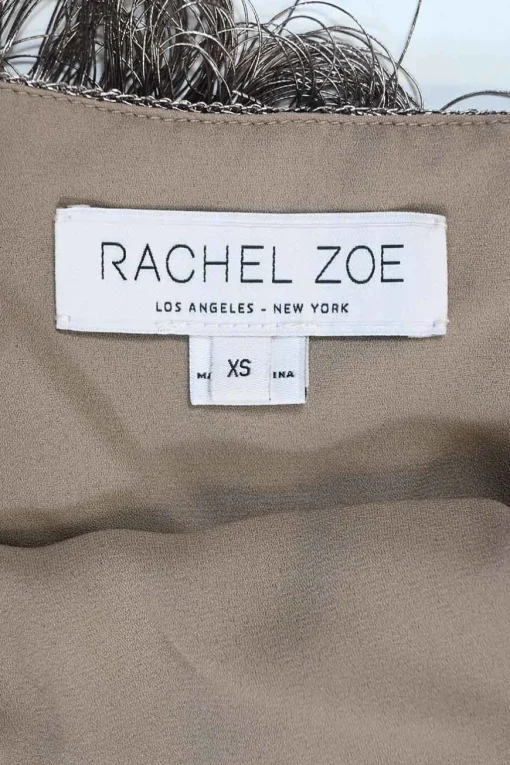 RACHEL ZOE
LOS ANGELES - NEW YORK
XS